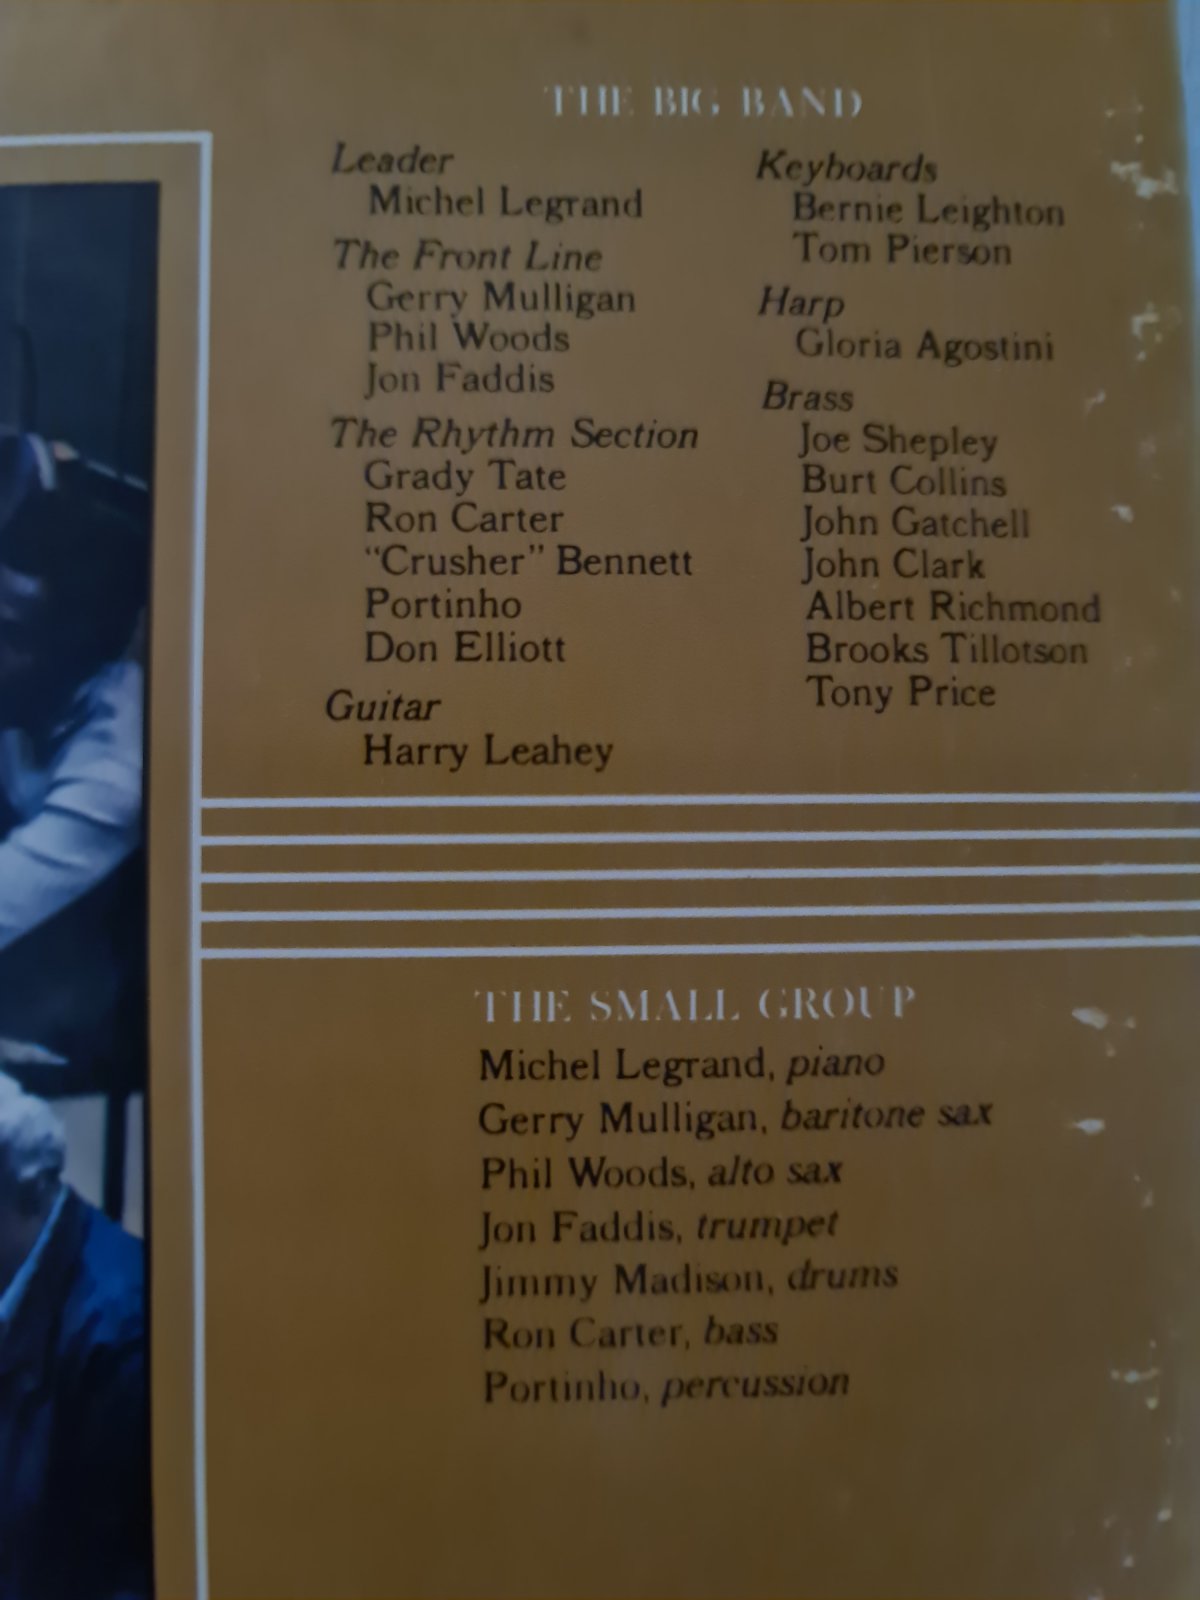 THE BIG BAND
Leader
Michel Legrand
The Front Line
Gerry Mulligan
Phil Woods
Jon Faddis
The Rhythm Section
Grady Tate
Ron Carter
“Crusher” Bennett
Portinho
Don Elliott
Guitar
Harry Leahey
Keyboards
Bernie Leighton
Tom Pierson
Harp
Gloria Agostini
Brass
Joe Shepley
Burt Collins
John Gatchell
John Clark
Albert Richmond
Brooks Tillotson
Tony Price
THE SMALL GROUP
Michel Legrand, piano
Gerry Mulligan, baritone sax
Phil Woods, alto sax
Jon Faddis, trumpet
Jimmy Madison, drums
Ron Carter, bass
Portinho, percussion